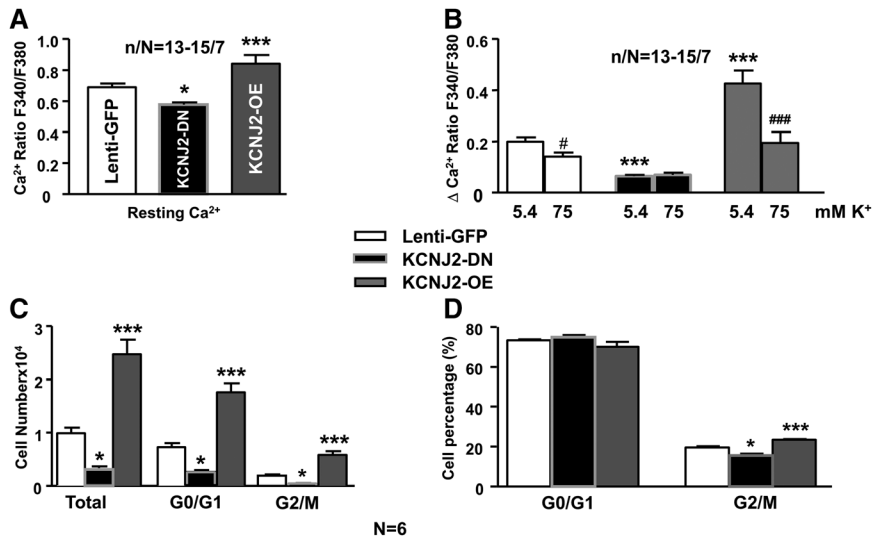 A
n/N=13-15/7
Ca²⁺ Ratio F340/F380
1.0
0.8
0.6
0.4
0.2
0
***
*
Lenti-GFP
KCNJ2-DN
KCNJ2-OE
Resting Ca²⁺
B
n/N=13-15/7
Δ Ca²⁺ Ratio F340/F380
0.6
0.4
0.2
0
#
***
***
###
5.4 75 5.4 75 5.4 75 mM K⁺
Lenti-GFP
KCNJ2-DN
KCNJ2-OE
C
Cell Numberx10⁴
3
2
1
0
***
*
***
*
***
*
Total G0/G1 G2/M
D
Cell percentage (%)
80
60
40
20
0
*
***
G0/G1 G2/M
N=6